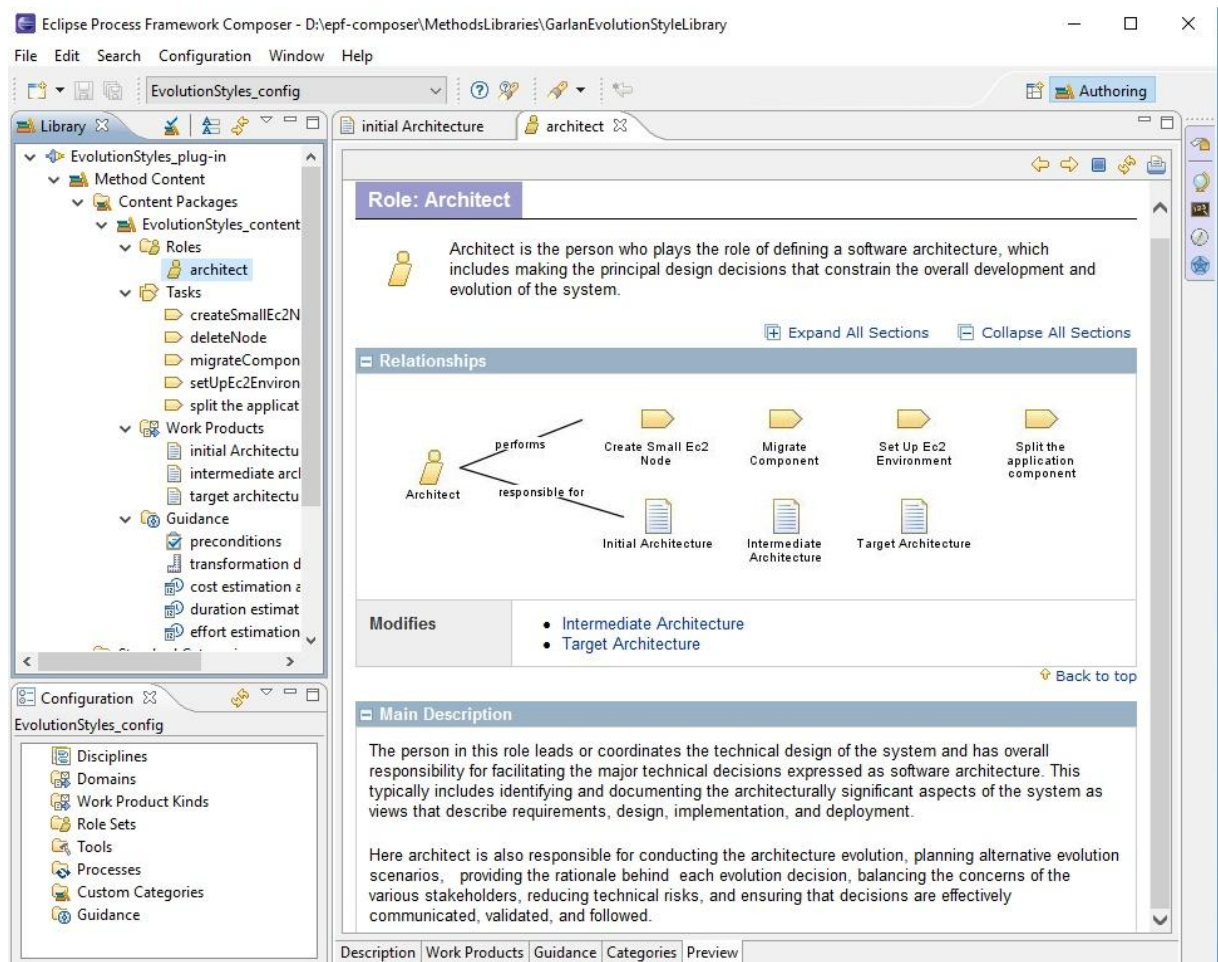 Eclipse Process Framework Composer - D:\epf-composer\MethodsLibraries\GarlanEvolutionStyleLibrary
File Edit Search Configuration Window Help
EvolutionStyles_config
Authoring
Library
EvolutionStyles_plug-in
Method Content
Content Packages
EvolutionStyles_content
Roles
architect
Tasks
createSmallEc2N
deleteNode
migrateCompon
setUpEc2Environ
split the applicat
Work Products
initial Architectu
intermediate arcl
target architectu
Guidance
preconditions
transformation d
cost estimation a
duration estimat
effort estimation
Configuration
EvolutionStyles_config
Disciplines
Domains
Work Product Kinds
Role Sets
Tools
Processes
Custom Categories
Guidance
initial Architecture
architect
Role: Architect
Architect is the person who plays the role of defining a software architecture, which
includes making the principal design decisions that constrain the overall development and
evolution of the system.
Expand All Sections Collapse All Sections
Relationships
performs
responsible for
Architect
Create Small Ec2
Node
Migrate
Component
Set Up Ec2
Environment
Split the
application
component
Initial Architecture
Intermediate
Architecture
Target Architecture
Modifies
• Intermediate Architecture
• Target Architecture
Back to top
Main Description
The person in this role leads or coordinates the technical design of the system and has overall
responsibility for facilitating the major technical decisions expressed as software architecture. This
typically includes identifying and documenting the architecturally significant aspects of the system as
views that describe requirements, design, implementation, and deployment.
Here architect is also responsible for conducting the architecture evolution, planning alternative evolution
scenarios, providing the rationale behind each evolution decision, balancing the concerns of the
various stakeholders, reducing technical risks, and ensuring that decisions are effectively
communicated, validated, and followed.
Description Work Products Guidance Categories Preview